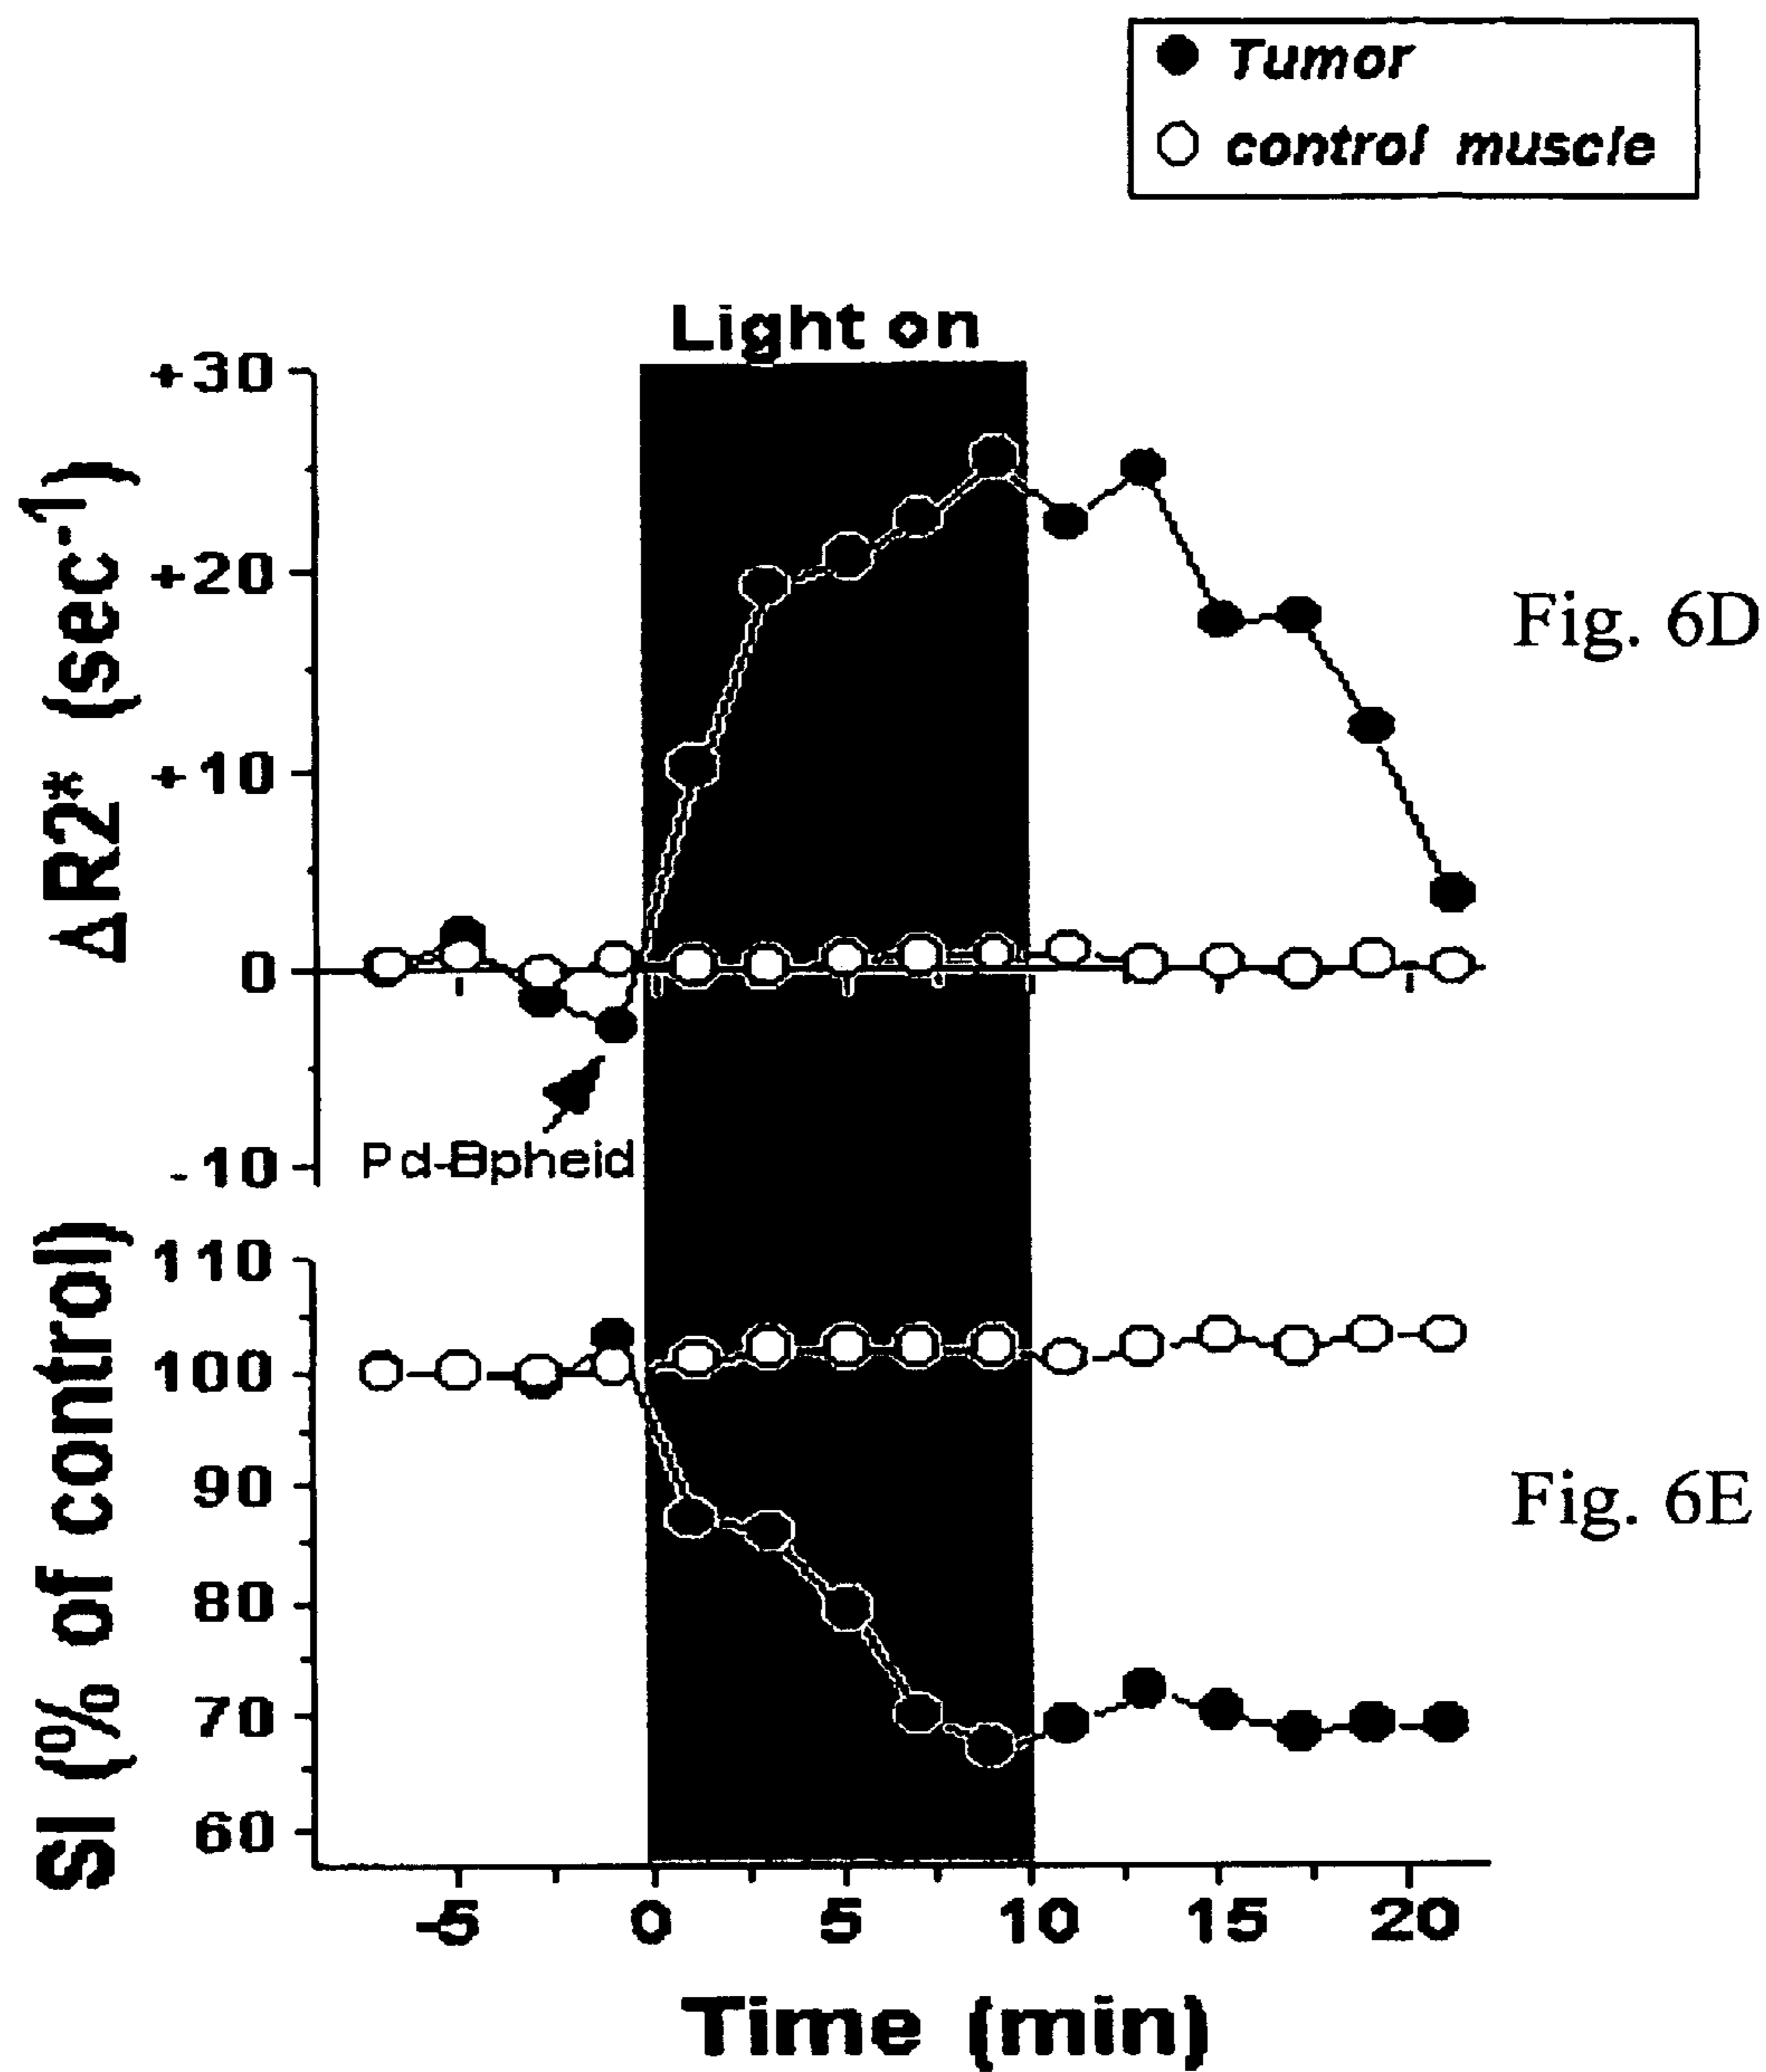 Tumor
control muscle
Light on
+30
+20
+10
0
-10
ΔR2* (sec-1)
Fig. 6D
Pd-Bpheid
110
100
90
80
70
60
SI (% of control)
Fig. 6E
-5 0 5 10 15 20
Time (min)